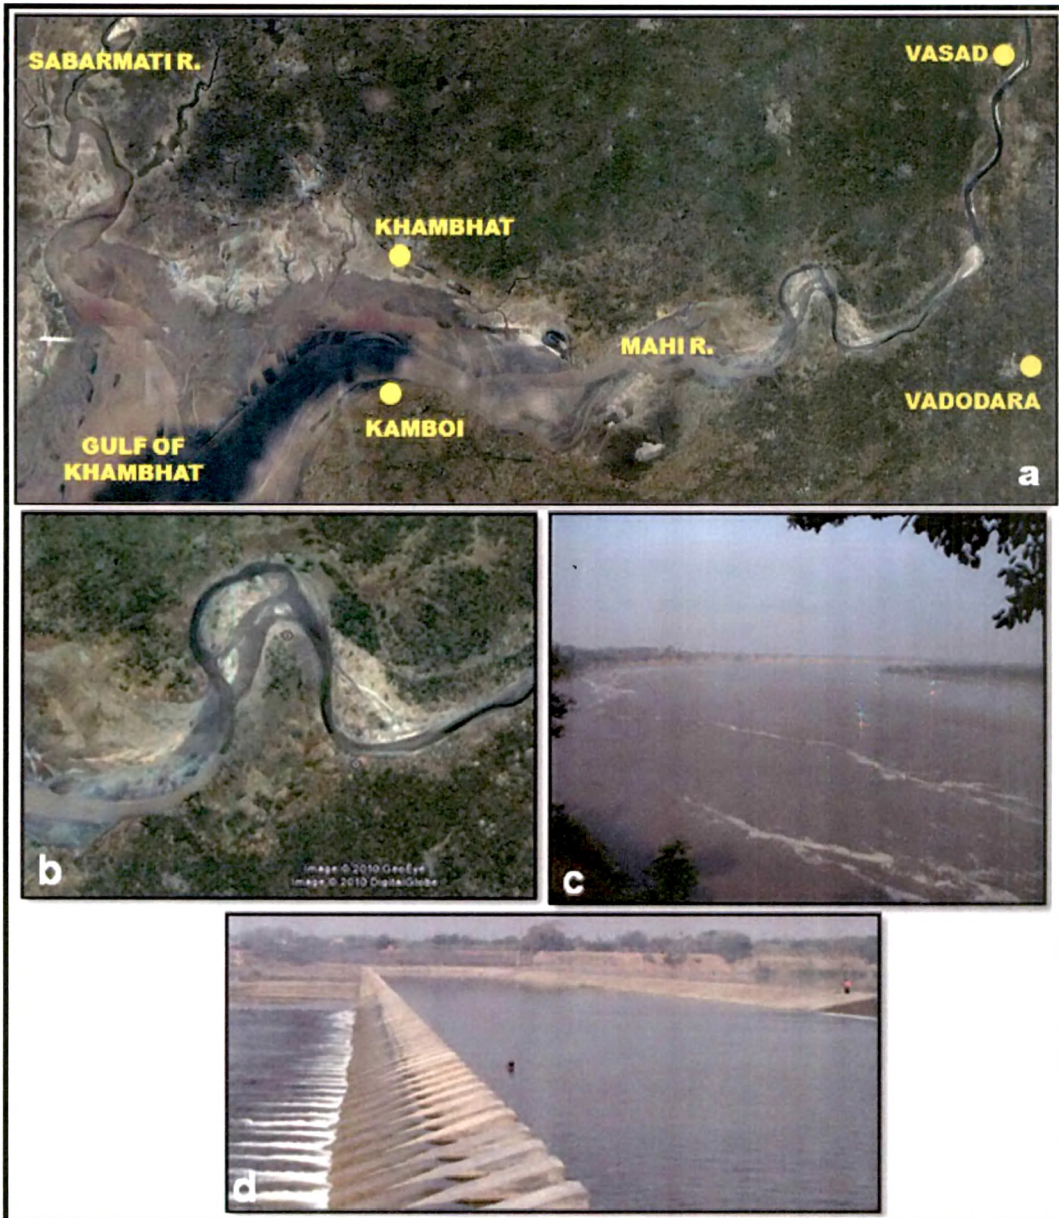 SABARMATI R.
VASAD
KHAMBHAT
MAHI R.
VADODARA
KAMBOI
GULF OF
KHAMBHAT
a
b
Image © 2010 GeoEye
Image © 2010 DigitalGlobe
c
d